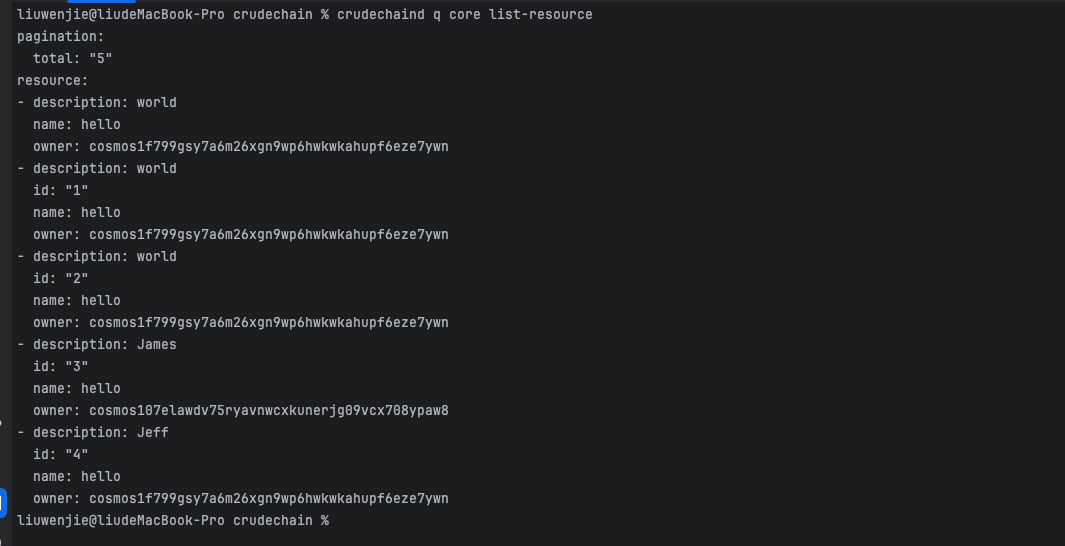 liuwenjie@liudeMacBook-Pro crudechain % crudechaind q core list-resource
pagination:
  total: "5"
resource:
- description: world
  name: hello
  owner: cosmos1f799gsy7a6m26xgn9wp6hwkwkahupf6eze7ywn
- description: world
  id: "1"
  name: hello
  owner: cosmos1f799gsy7a6m26xgn9wp6hwkwkahupf6eze7ywn
- description: world
  id: "2"
  name: hello
  owner: cosmos1f799gsy7a6m26xgn9wp6hwkwkahupf6eze7ywn
- description: James
  id: "3"
  name: hello
  owner: cosmos107elawdv75ryavnwcxkunerjg09vcx708ypaw8
- description: Jeff
  id: "4"
  name: hello
  owner: cosmos1f799gsy7a6m26xgn9wp6hwkwkahupf6eze7ywn
liuwenjie@liudeMacBook-Pro crudechain %